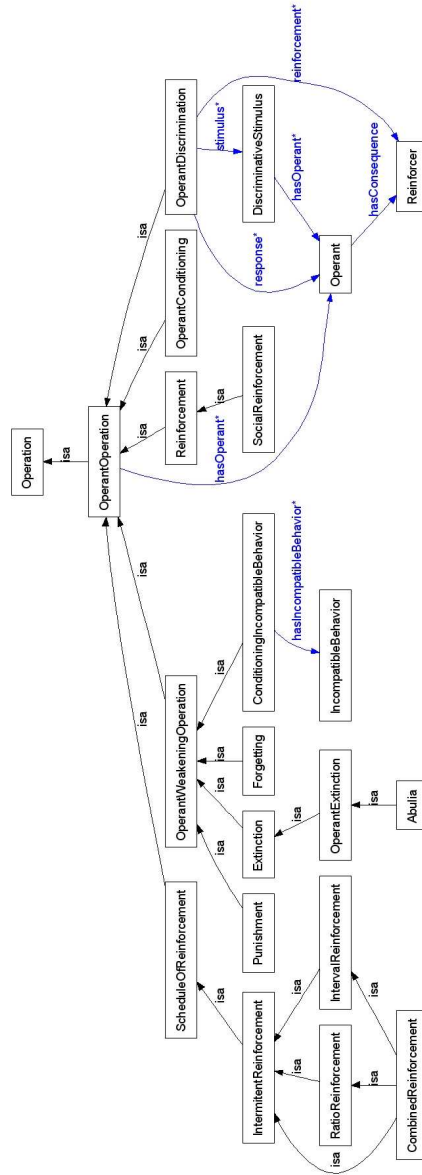 Operation
isa
OperantOperation
isa
isa
isa
isa
isa
ScheduleOfReinforcement
OperantWeakeningOperation
Reinforcement
OperantConditioning
OperantDiscrimination
isa
isa
isa
isa
isa
isa
hasOperant*
response*
stimulus*
reinforcement*
IntermitentReinforcement
Punishment
Extinction
Forgetting
ConditioningIncompatibleBehavior
SocialReinforcement
DiscriminativeStimulus
isa
isa
isa
isa
hasIncompatibleBehavior*
hasOperant*
RatioReinforcement
IntervalReinforcement
OperantExtinction
IncompatibleBehavior
Operant
isa
isa
isa
hasConsequence
CombinedReinforcement
Abulia
Reinforcer